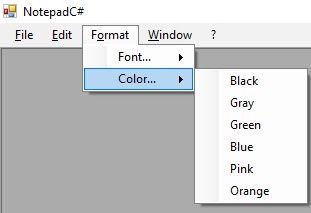 NotepadC#
File Edit Format Window ?
Font...
Color...
Black
Gray
Green
Blue
Pink
Orange